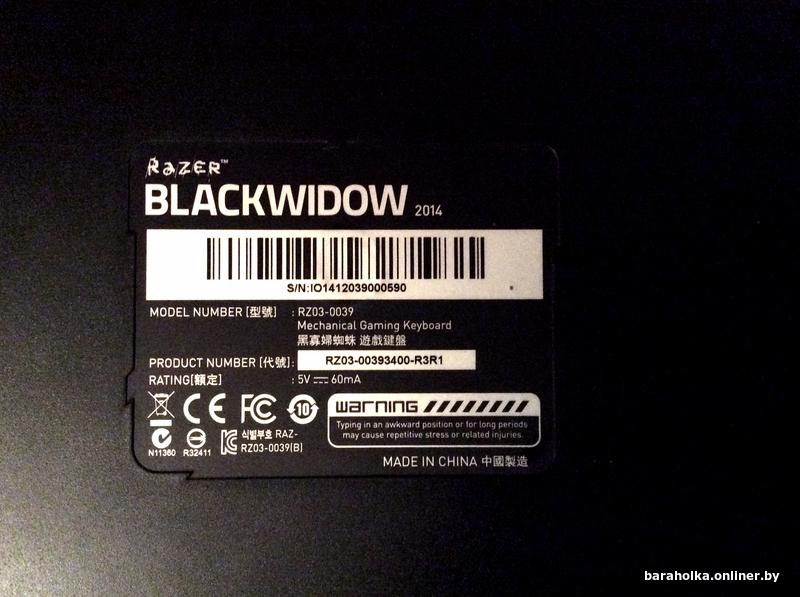 RAZER™
BLACKWIDOW 2014
S/N:IO1412039000590
MODEL NUMBER [型號] : RZ03-0039
Mechanical Gaming Keyboard
黑寡婦蜘蛛 遊戲鍵盤
PRODUCT NUMBER [代號]: RZ03-00393400-R3R1
RATING[額定] : 5V ⎓ 60mA
CE FC 10
warning
Typing in an awkward position or for long periods
may cause repetitive stress or related injuries.
N11360 R32411
식별부호 RAZ-
RZ03-0039(B)
MADE IN CHINA 中國製造
baraholka.onliner.by